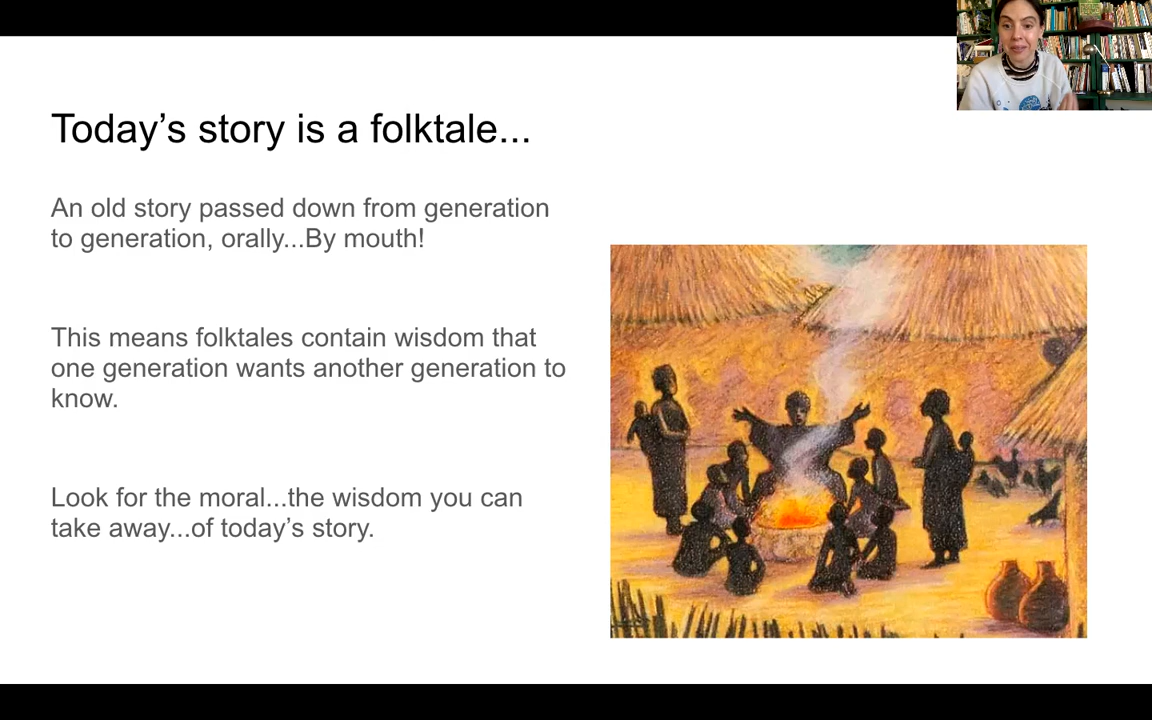 Today’s story is a folktale...
An old story passed down from generation
to generation, orally...By mouth!
This means folktales contain wisdom that
one generation wants another generation to
know.
Look for the moral...the wisdom you can
take away...of today’s story.